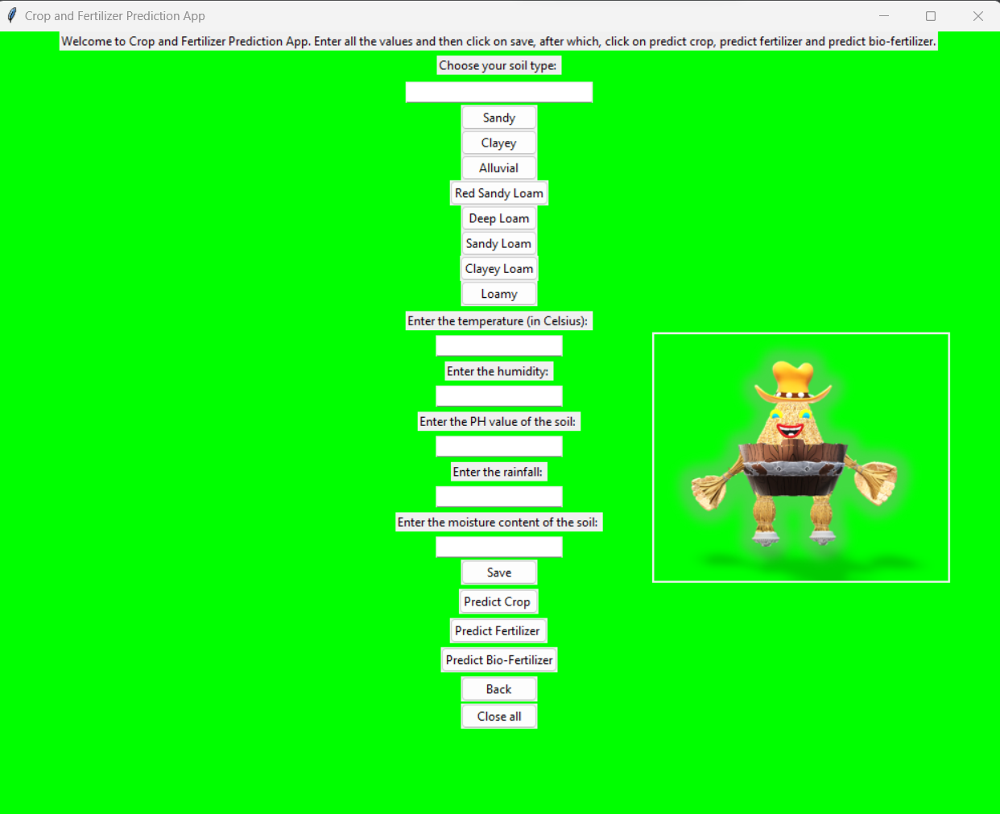 Crop and Fertilizer Prediction App
Welcome to Crop and Fertilizer Prediction App. Enter all the values and then click on save, after which, click on predict crop, predict fertilizer and predict bio-fertilizer.
Choose your soil type:
Sandy
Clayey
Alluvial
Red Sandy Loam
Deep Loam
Sandy Loam
Clayey Loam
Loamy
Enter the temperature (in Celsius):
Enter the humidity:
Enter the PH value of the soil:
Enter the rainfall:
Enter the moisture content of the soil:
Save
Predict Crop
Predict Fertilizer
Predict Bio-Fertilizer
Back
Close all